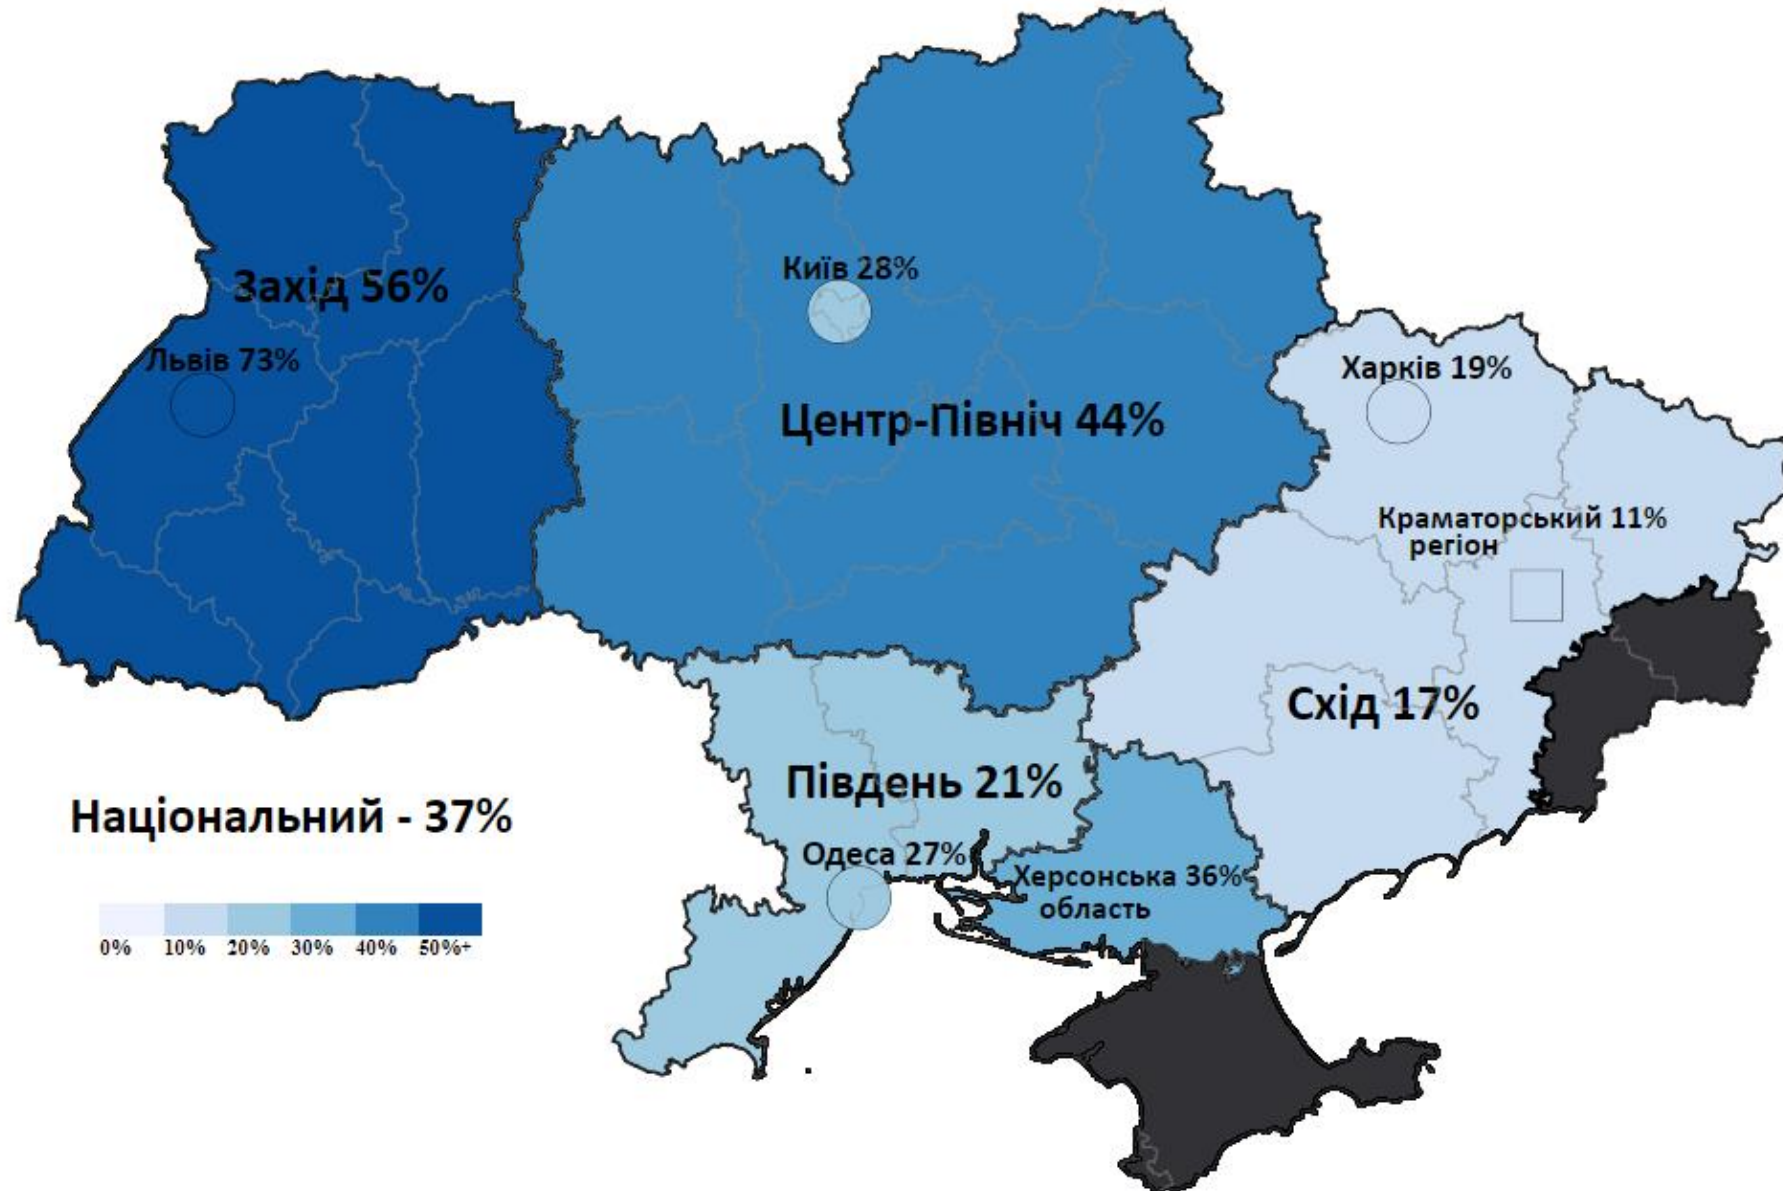 Захід 56%
Київ 28%
Львів 73%
Харків 19%
Центр-Північ 44%
Краматорський 11%
регіон
Схід 17%
Південь 21%
Національний - 37%
Одеса 27%
Херсонська 36%
область
0% 10% 20% 30% 40% 50%+